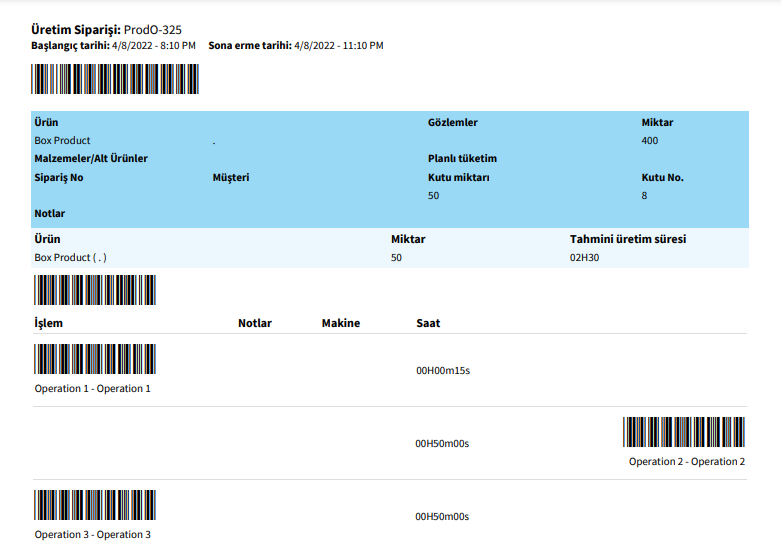 Üretim Siparişi: ProdO-325
Başlangıç tarihi: 4/8/2022 - 8:10 PM Sona erme tarihi: 4/8/2022 - 11:10 PM
Ürün Gözlemler Miktar
Box Product . 400
Malzemeler/Alt Ürünler Planlı tüketim
Sipariş No Müşteri Kutu miktarı Kutu No.
50 8
Notlar
Ürün Miktar Tahmini üretim süresi
Box Product ( . ) 50 02H30
İşlem Notlar Makine Saat
00H00m15s
Operation 1 - Operation 1
00H50m00s
Operation 2 - Operation 2
00H50m00s
Operation 3 - Operation 3